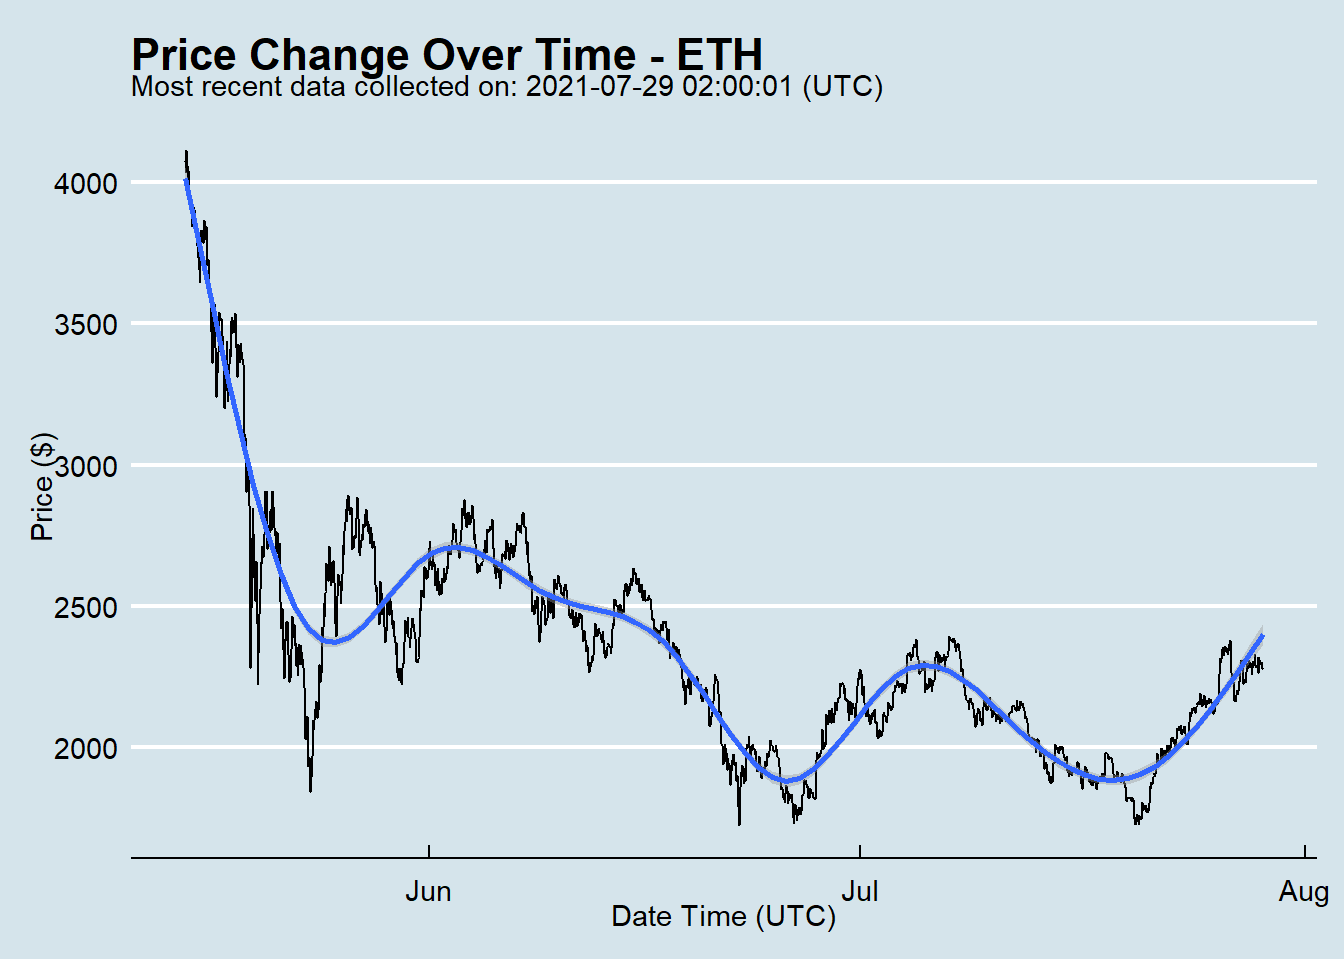 Price Change Over Time - ETH
Most recent data collected on: 2021-07-29 02:00:01 (UTC)
Price ($)
4000
3500
3000
2500
2000
Jun
Jul
Aug
Date Time (UTC)